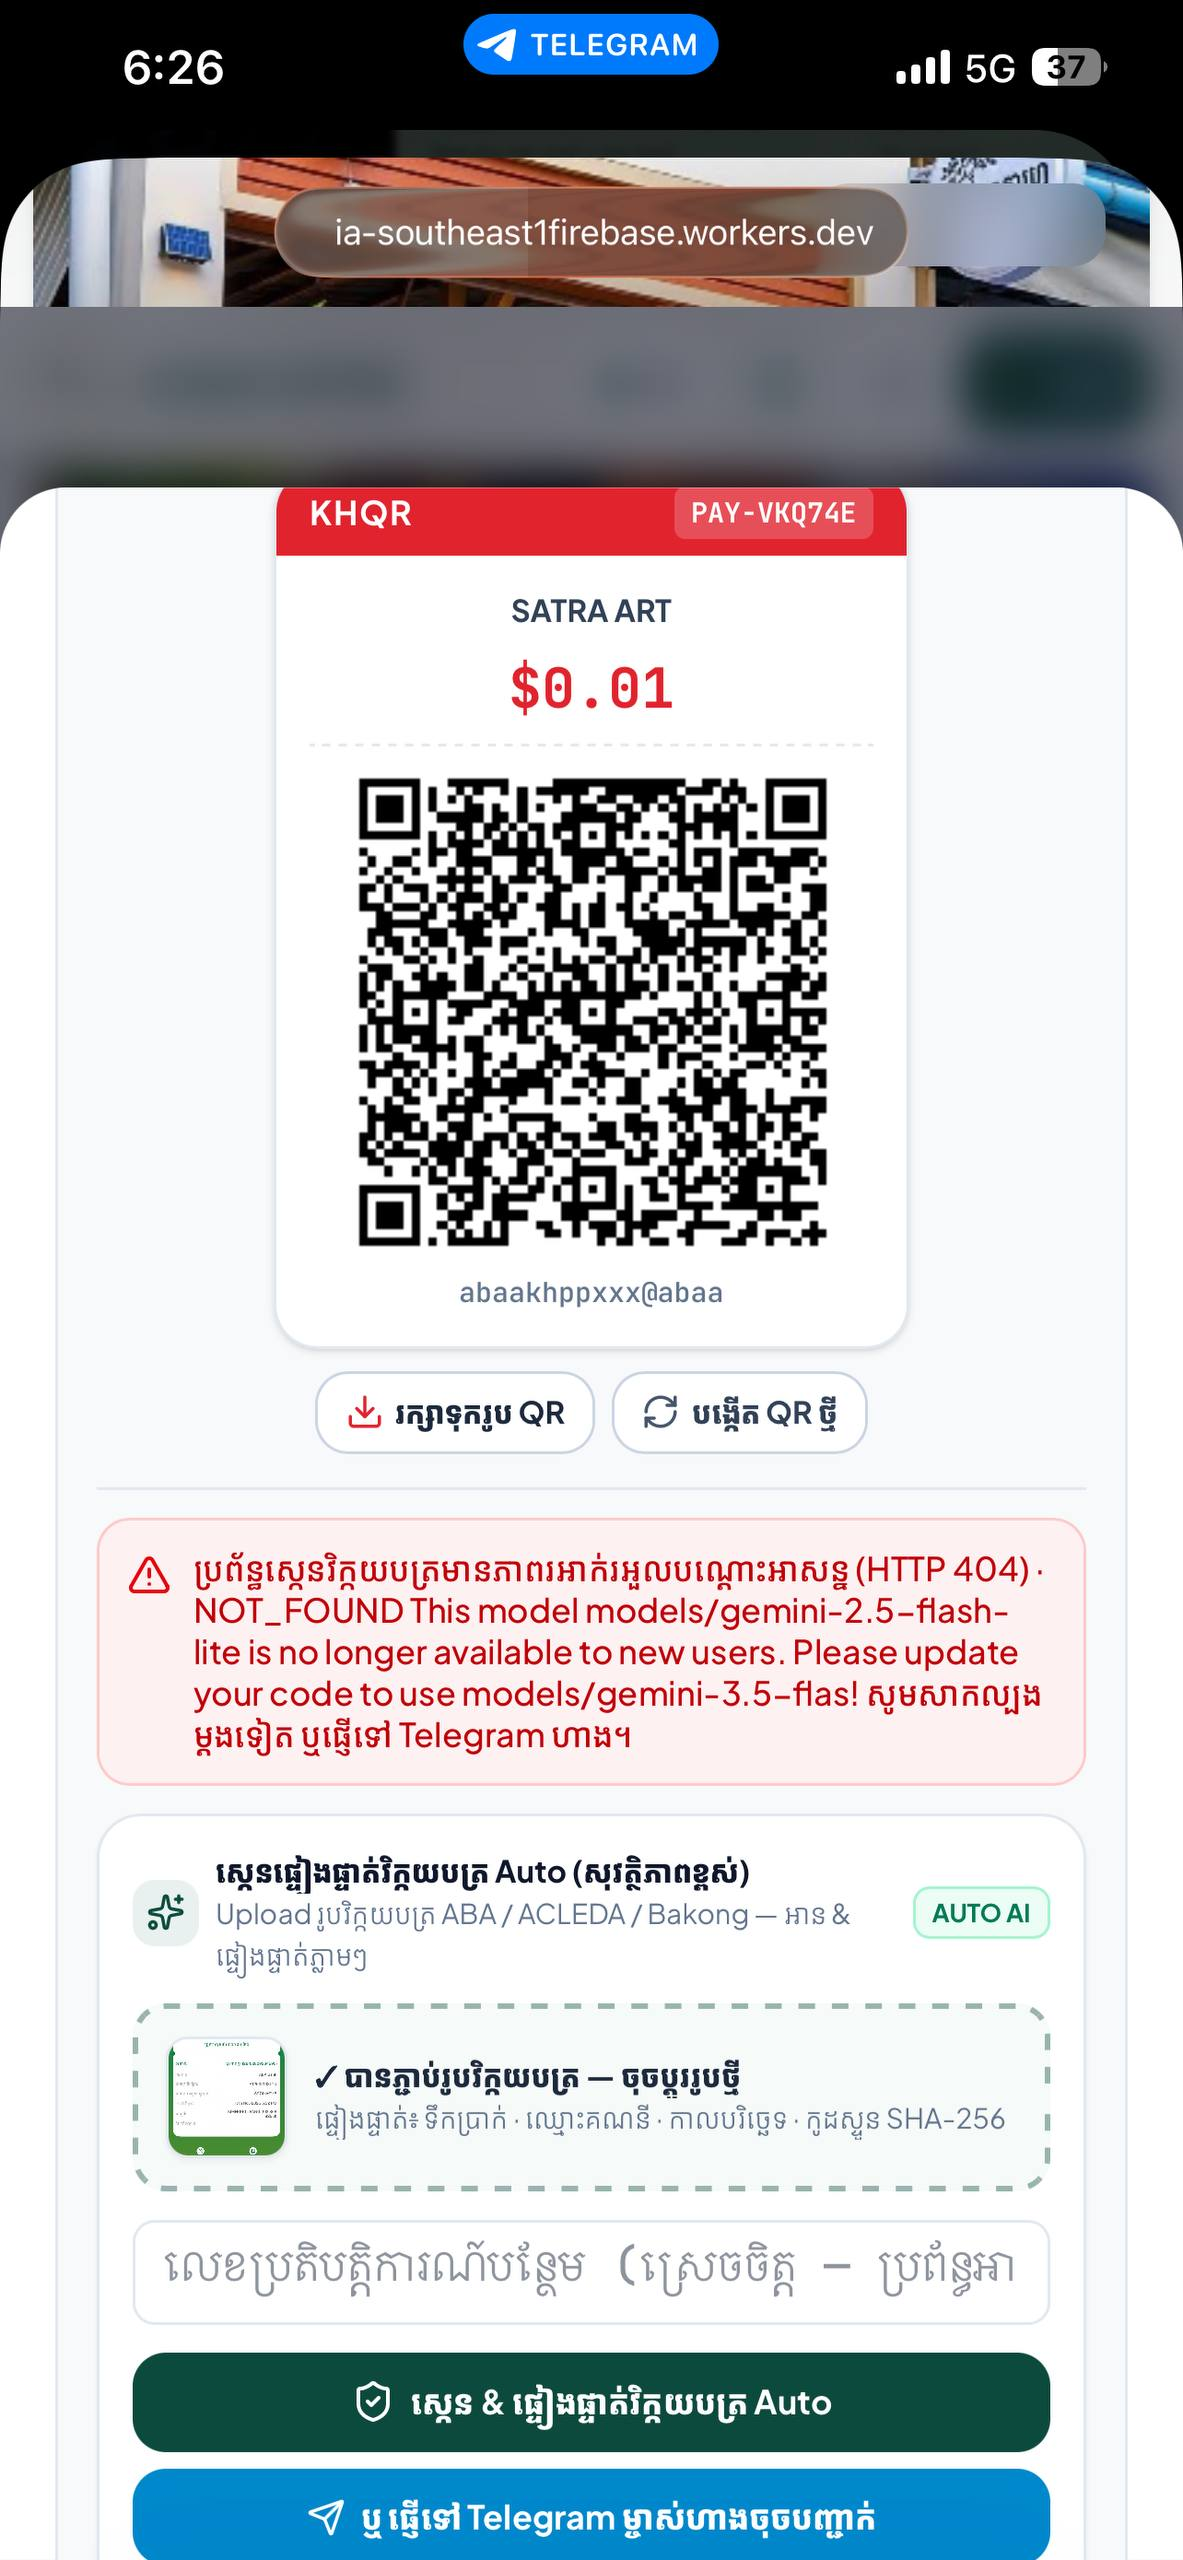 6:26
TELEGRAM
5G
37
ia-southeast1firebase.workers.dev
KHQR
PAY-VKQ74E
SATRA ART
$0.01
abaakhppxxx@abaa
រក្សាទុករូប QR
បង្កើត QR ថ្មី
ប្រព័ន្ធស្កេនវិក្កយបត្រមានភាពរអាក់រអួលបណ្តោះអាសន្ន (HTTP 404) ·
NOT_FOUND This model models/gemini-2.5-flash-
lite is no longer available to new users. Please update
your code to use models/gemini-3.5-flas! សូមសាកល្បង
ម្តងទៀត ឬផ្ញើទៅ Telegram ហាង។
ស្កេនផ្ទៀងផ្ទាត់វិក្កយបត្រ Auto (សុវត្ថិភាពខ្ពស់)
Upload រូបវិក្កយបត្រ ABA / ACLEDA / Bakong — អាន &
ផ្ទៀងផ្ទាត់ភ្លាមៗ
AUTO AI
✓ បានភ្ជាប់រូបវិក្កយបត្រ — ចុចប្តូររូបថ្មី
ផ្ទៀងផ្ទាត់៖ ទឹកប្រាក់ · ឈ្មោះគណនី · កាលបរិច្ឆេទ · កូដស្ទួន SHA-256
លេខប្រតិបត្តិការណ៍បន្ថែម (ស្រេចចិត្ត — ប្រព័ន្ធអា
ស្កេន & ផ្ទៀងផ្ទាត់វិក្កយបត្រ Auto
ឬ ផ្ញើទៅ Telegram ម្ចាស់ហាងចុចបញ្ជាក់